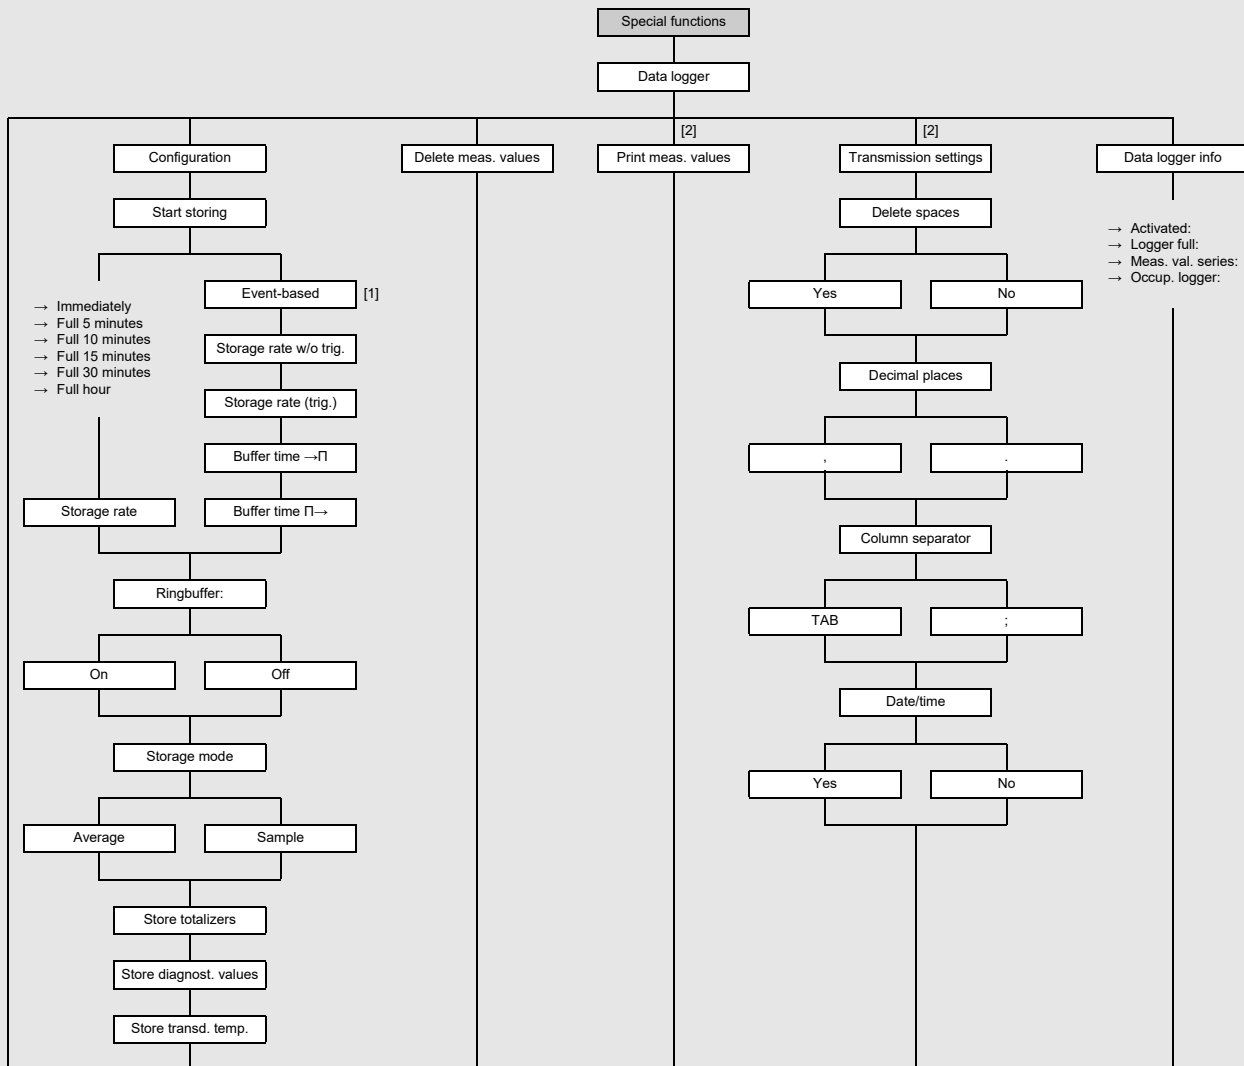 Special functions
Data logger
[2]
[2]
Configuration
Delete meas. values
Print meas. values
Transmission settings
Data logger info
Start storing
Delete spaces
→ Activated:
→ Logger full:
→ Meas. val. series:
→ Occup. logger:
Event-based
[1]
Yes
No
→ Immediately
→ Full 5 minutes
→ Full 10 minutes
→ Full 15 minutes
→ Full 30 minutes
→ Full hour
Storage rate w/o trig.
Decimal places
Storage rate (trig.)
Buffer time →Π
,
.
Storage rate
Buffer time Π→
Column separator
Ringbuffer:
TAB
;
On
Off
Date/time
Storage mode
Yes
No
Average
Sample
Store totalizers
Store diagnost. values
Store transd. temp.